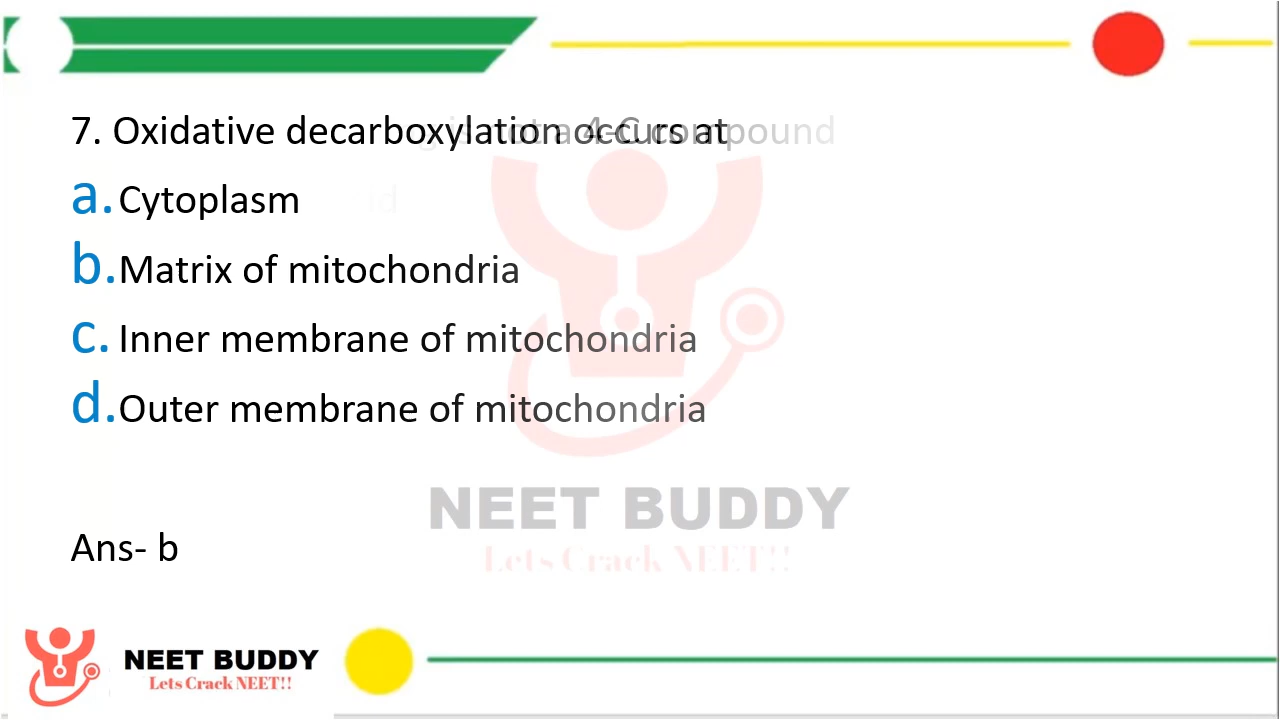 7. Oxidative decarboxylation occurs at
a. Cytoplasm
b. Matrix of mitochondria
c. Inner membrane of mitochondria
d. Outer membrane of mitochondria
NEET BUDDY
Lets Crack NEET!!
Ans- b
NEET BUDDY
Lets Crack NEET!!